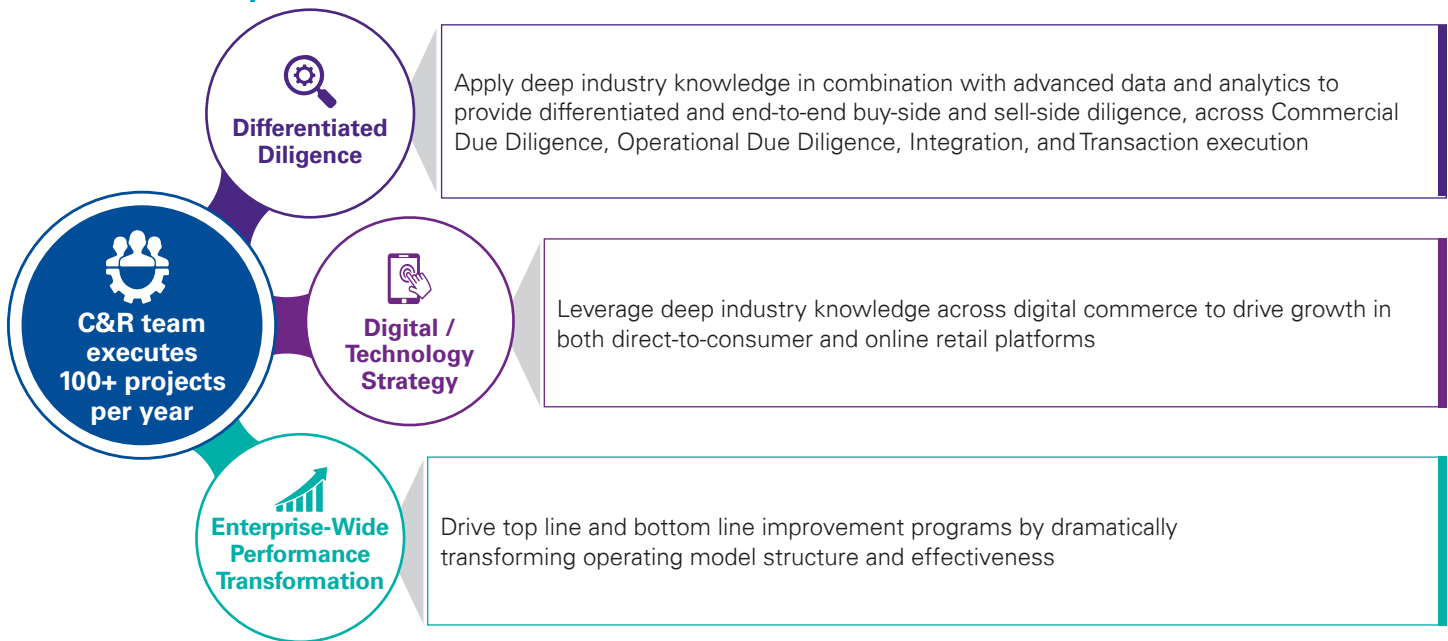 Differentiated
Diligence
Apply deep industry knowledge in combination with advanced data and analytics to
provide differentiated and end-to-end buy-side and sell-side diligence, across Commercial
Due Diligence, Operational Due Diligence, Integration, and Transaction execution
C&R team
executes
100+ projects
per year
Digital /
Technology
Strategy
Leverage deep industry knowledge across digital commerce to drive growth in
both direct-to-consumer and online retail platforms
Enterprise-Wide
Performance
Transformation
Drive top line and bottom line improvement programs by dramatically
transforming operating model structure and effectiveness